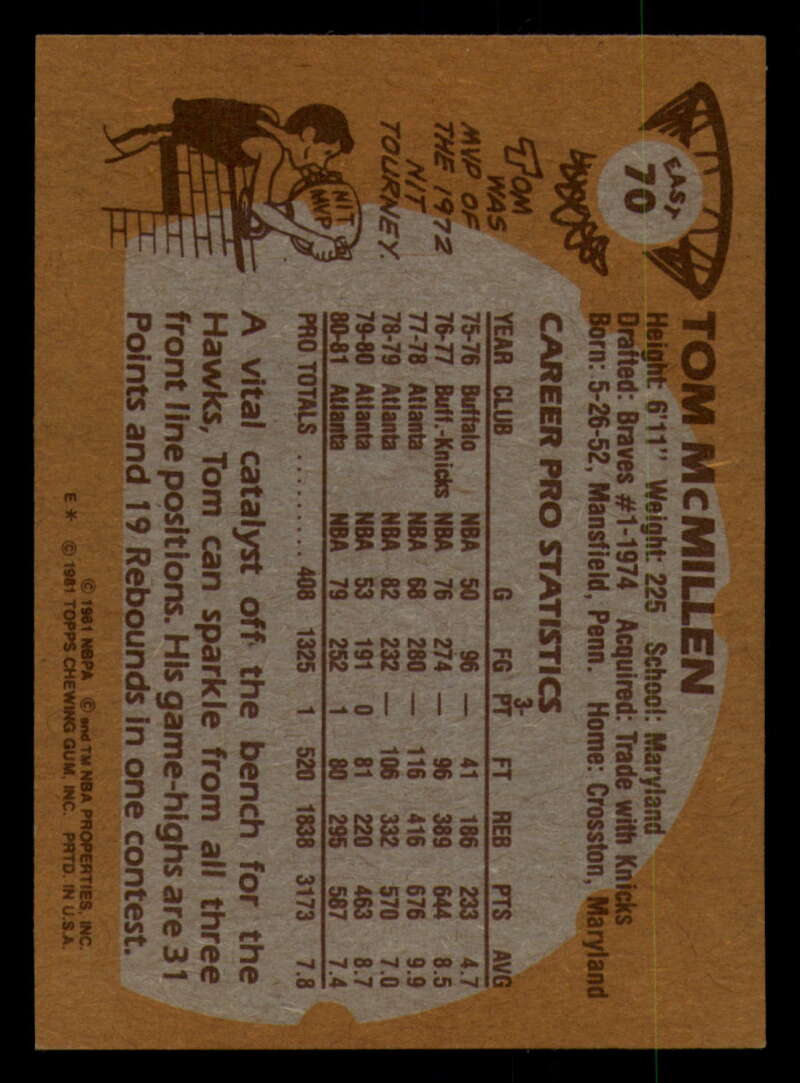 EAST
70
TOM McMILLEN
Height: 6'11" Weight: 225 School: Maryland
Drafted: Braves #1-1974 Acquired: Trade with Knicks
Born: 5-26-52, Mansfield, Penn. Home: Crosston, Maryland
TOM
WAS
MVP OF
THE 1972
NIT
TOURNEY.
NIT
MVP
CAREER PRO STATISTICS
YEAR CLUB G FG 3-PT FT REB PTS AVG
75-76 Buffalo NBA 50 96 — 41 186 233 4.7
76-77 Buff.-Knicks NBA 76 274 — 96 389 644 8.5
77-78 Atlanta NBA 68 280 — 116 416 676 9.9
78-79 Atlanta NBA 82 232 — 106 332 570 7.0
79-80 Atlanta NBA 53 191 0 81 220 463 8.7
80-81 Atlanta NBA 79 252 1 80 295 587 7.4
PRO TOTALS .......... 408 1325 1 520 1838 3173 7.8
A vital catalyst off the bench for the
Hawks, Tom can sparkle from all three
front line positions. His game-highs are 31
Points and 19 Rebounds in one contest.
© 1981 NBPA © and TM NBA PROPERTIES, INC.
E* © 1981 TOPPS CHEWING GUM, INC. PRTD. IN U.S.A.